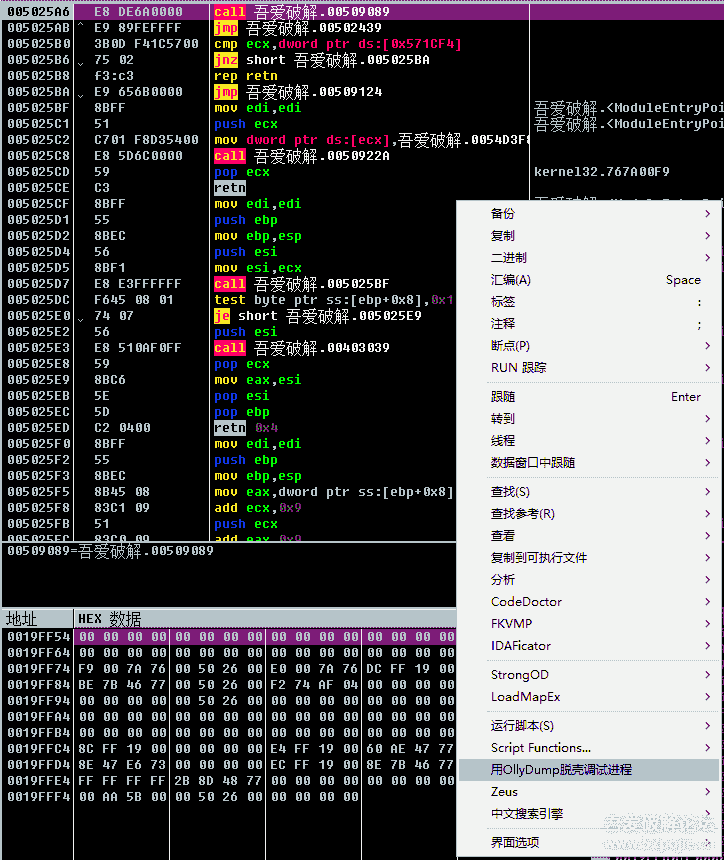 005025A6 E8 DE6A0000 call 吾爱破解.00509089
005025AB ^ E9 89FEFFFF jmp 吾爱破解.00502439
005025B0 3B0D F41C5700 cmp ecx,dword ptr ds:[0x571CF4]
005025B6 75 02 jnz short 吾爱破解.005025BA
005025B8 f3:c3 rep retn
005025BA E9 656B0000 jmp 吾爱破解.00509124
005025BF 8BFF mov edi,edi 吾爱破解.<ModuleEntryPoi
005025C1 51 push ecx 吾爱破解.<ModuleEntryPoi
005025C2 C701 F8D35400 mov dword ptr ds:[ecx],吾爱破解.0054D3F8
005025C8 E8 5D6C0000 call 吾爱破解.0050922A
005025CD 59 pop ecx kernel32.767A00F9
005025CE C3 retn
005025CF 8BFF mov edi,edi
005025D1 55 push ebp
005025D2 8BEC mov ebp,esp
005025D4 56 push esi
005025D5 8BF1 mov esi,ecx
005025D7 E8 E3FFFFFF call 吾爱破解.005025BF
005025DC F645 08 01 test byte ptr ss:[ebp+0x8],0x1
005025E0 74 07 je short 吾爱破解.005025E9
005025E2 56 push esi
005025E3 E8 510AF0FF call 吾爱破解.00403039
005025E8 59 pop ecx
005025E9 8BC6 mov eax,esi
005025EB 5E pop esi
005025EC 5D pop ebp
005025ED C2 0400 retn 0x4
005025F0 8BFF mov edi,edi
005025F2 55 push ebp
005025F3 8BEC mov ebp,esp
005025F5 8B45 08 mov eax,dword ptr ss:[ebp+0x8]
005025F8 83C1 09 add ecx,0x9
005025FB 51 push ecx
005025FC 83C0 09 add eax,0x9
00509089=吾爱破解.00509089
地址 HEX 数据
0019FF54 00 00 00 00 00 00 00 00 00 00 00 00 00 00 00 00
0019FF64 00 00 00 00 00 00 00 00 00 00 00 00 00 00 00 00
0019FF74 F9 00 7A 76 00 50 26 00 E0 00 7A 76 DC FF 19 00
0019FF84 BE 7B 46 77 00 50 26 00 F2 74 AF 04 00 00 00 00
0019FF94 00 00 00 00 00 50 26 00 00 00 00 00 00 00 00 00
0019FFA4 00 00 00 00 00 00 00 00 00 00 00 00 00 00 00 00
0019FFB4 00 00 00 00 00 00 00 00 00 00 00 00 00 00 00 00
0019FFC4 8C FF 19 00 00 00 00 00 E4 FF 19 00 60 AE 47 77
0019FFD4 8E 47 E6 73 00 00 00 00 EC FF 19 00 8E 7B 46 77
0019FFE4 FF FF FF FF 2B 8D 48 77 00 00 00 00 00 00 00 00
0019FFF4 00 AA 5B 00 00 50 26 00 00 00 00 00
备份
复制
二进制
汇编(A) Space
标签 :
注释 ;
断点(P)
RUN 跟踪
跟随 Enter
转到
线程
数据窗口中跟随
查找(S)
查找参考(R)
查看
复制到可执行文件
分析
CodeDoctor
FKVMP
IDAFicator
StrongOD
LoadMapEx
运行脚本(S)
Script Functions...
用OllyDump脱壳调试进程
Zeus
中文搜索引擎
界面选项
吾爱破解论坛
www.52pojie.cn